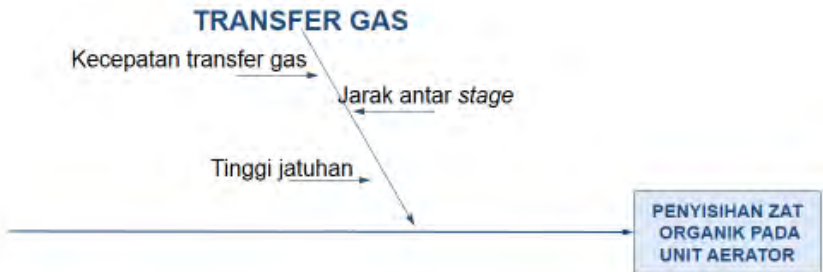 TRANSFER GAS
Kecepatan transfer gas
Jarak antar stage
Tinggi jatuhan
PENYISIHAN ZAT
ORGANIK PADA
UNIT AERATOR